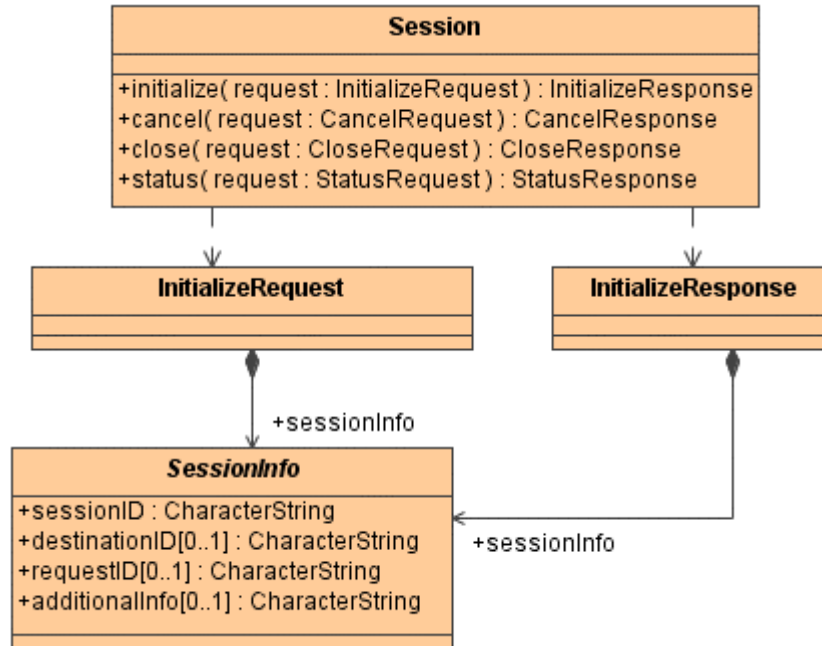 Session
+initialize( request : InitializeRequest ) : InitializeResponse
+cancel( request : CancelRequest ) : CancelResponse
+close( request : CloseRequest ) : CloseResponse
+status( request : StatusRequest ) : StatusResponse
InitializeRequest
InitializeResponse
+sessionInfo
SessionInfo
+sessionID : CharacterString
+destinationID[0..1] : CharacterString
+requestID[0..1] : CharacterString
+additionalInfo[0..1] : CharacterString
+sessionInfo